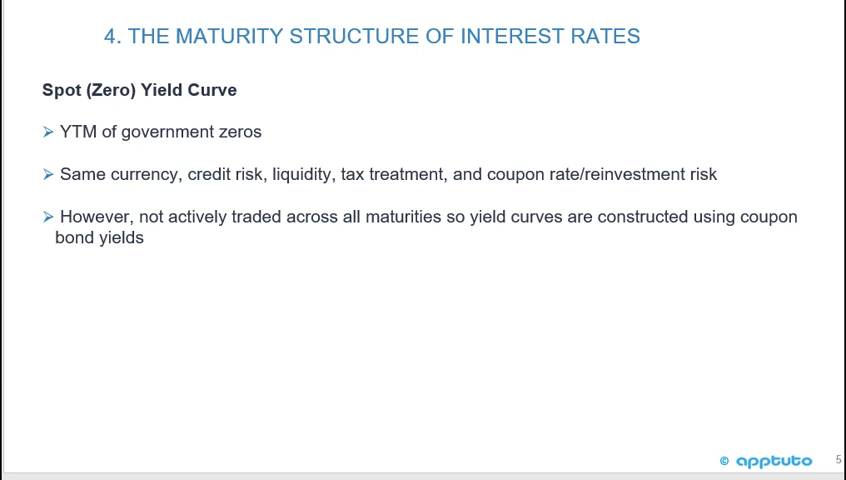 4. THE MATURITY STRUCTURE OF INTEREST RATES
Spot (Zero) Yield Curve
➢ YTM of government zeros
➢ Same currency, credit risk, liquidity, tax treatment, and coupon rate/reinvestment risk
➢ However, not actively traded across all maturities so yield curves are constructed using coupon
bond yields
© apptuto 5